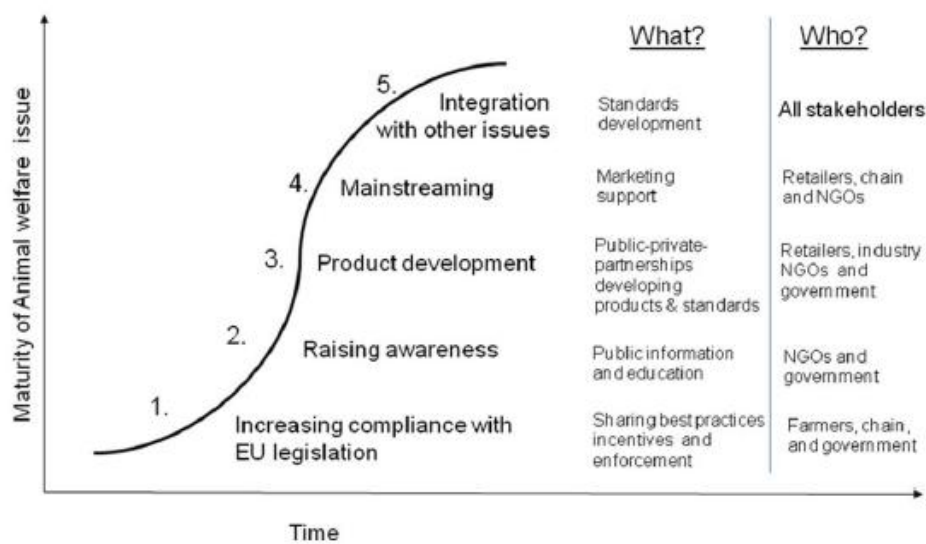 What?
Who?
Maturity of Animal welfare issue
5.
Integration
with other issues
Standards
development
All stakeholders
4.
Mainstreaming
Marketing
support
Retailers, chain
and NGOs
3.
Product development
Public-private-
partnerships
developing
products & standards
Retailers, industry
NGOs and
government
2.
Raising awareness
Public information
and education
NGOs and
government
1.
Increasing compliance with
EU legislation
Sharing best practices
incentives and
enforcement
Farmers, chain,
and government
Time